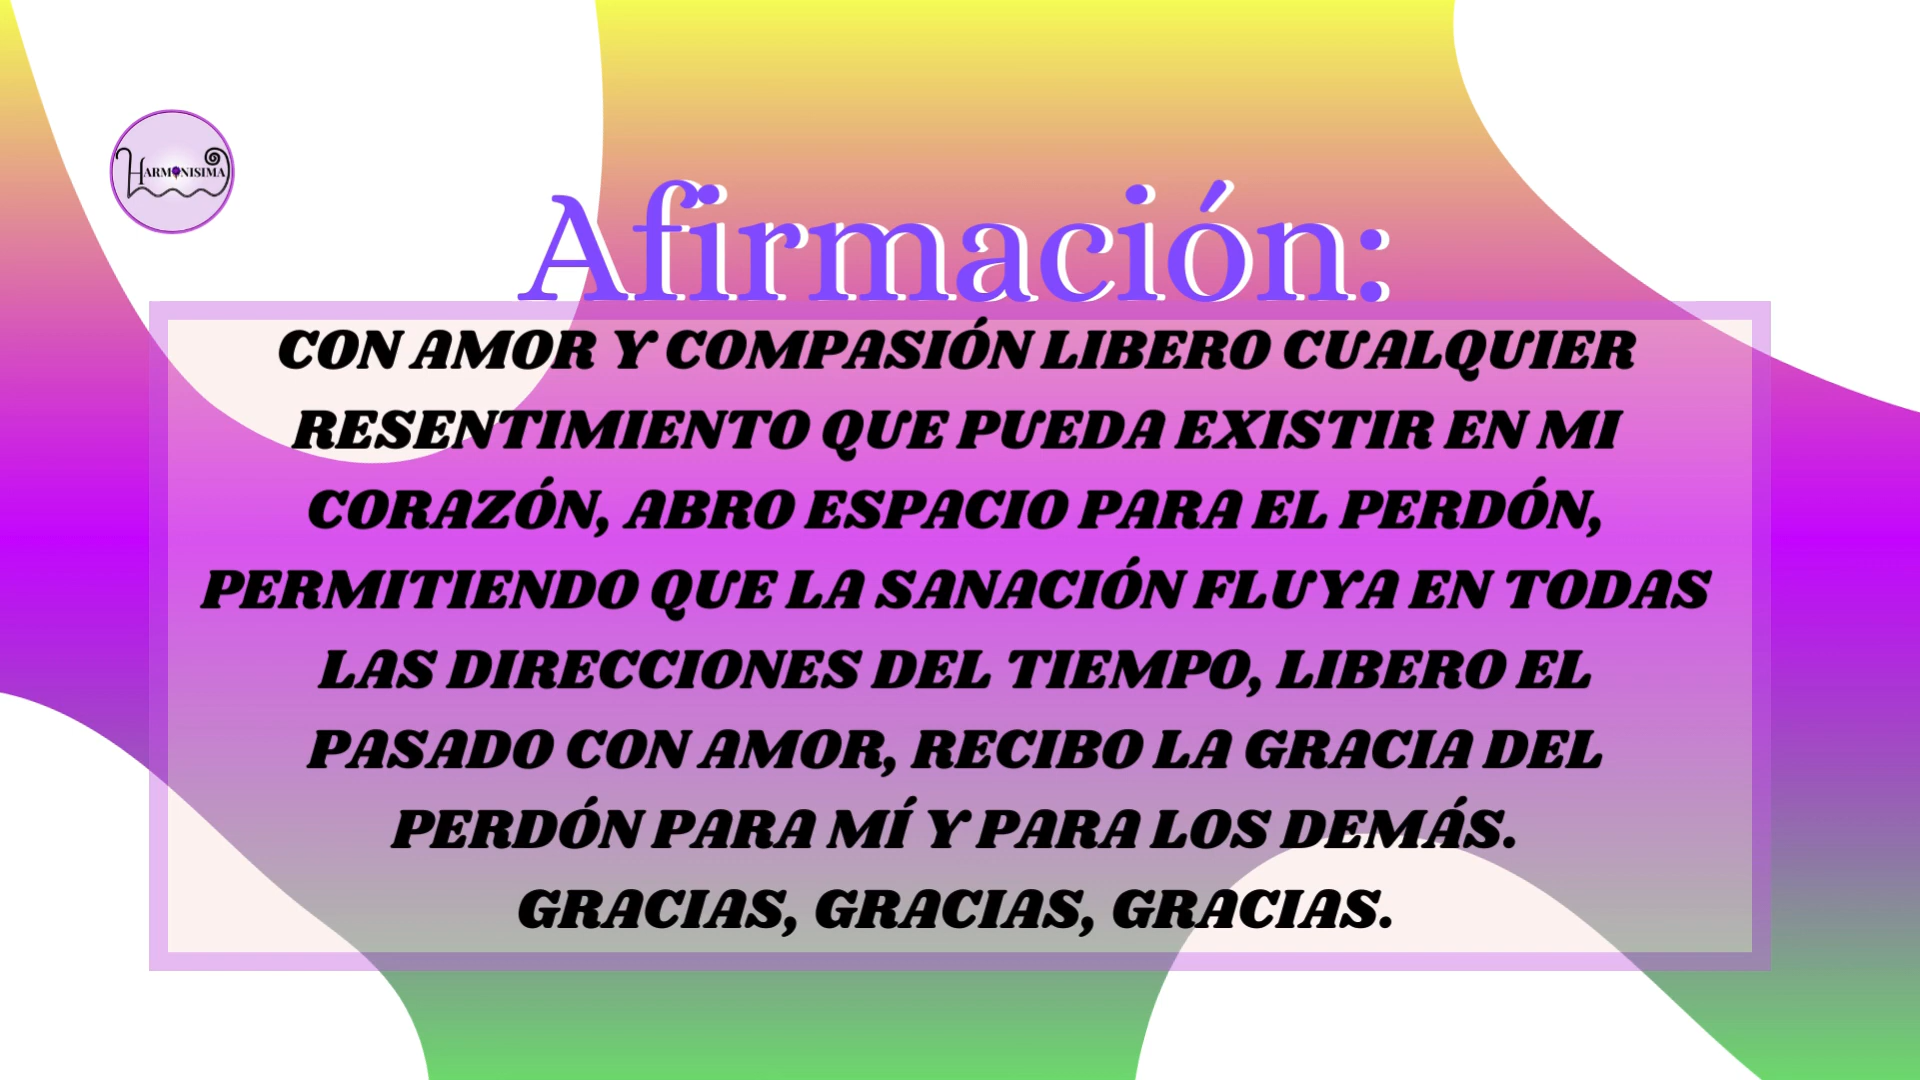 HARMONISIMA
Afirmación:
CON AMOR Y COMPASIÓN LIBERO CUALQUIER
RESENTIMIENTO QUE PUEDA EXISTIR EN MI
CORAZÓN, ABRO ESPACIO PARA EL PERDÓN,
PERMITIENDO QUE LA SANACIÓN FLUYA EN TODAS
LAS DIRECCIONES DEL TIEMPO, LIBERO EL
PASADO CON AMOR, RECIBO LA GRACIA DEL
PERDÓN PARA MÍ Y PARA LOS DEMÁS.
GRACIAS, GRACIAS, GRACIAS.